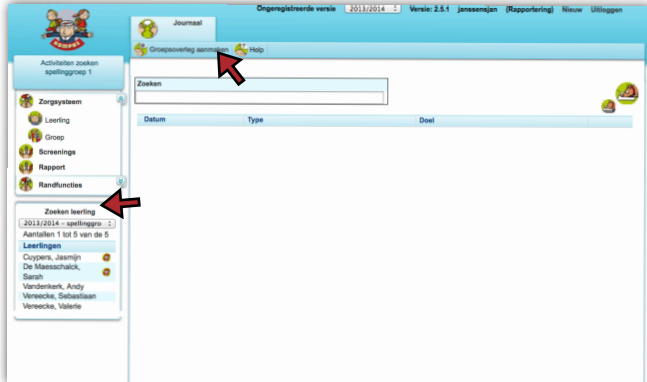 Ongeregistreerde versie 2013/2014 Versie: 2.5.1 janssensjan (Rapportering) Nieuw Uitloggen
Journaal
Groepsoverleg aanmaken Help
Activiteiten zoeken
spellinggroep 1
Zorgsysteem
Leerling
Groep
Screenings
Rapport
Randfuncties
Zoeken leerling
2013/2014 - spellinggro
Aantallen 1 tot 5 van de 5
Leerlingen
Cuypers, Jasmijn
De Maesschalck,
Sarah
Vandenkerk, Andy
Vereecke, Sebastiaan
Vereecke, Valerie
Zoeken
Datum Type Doel